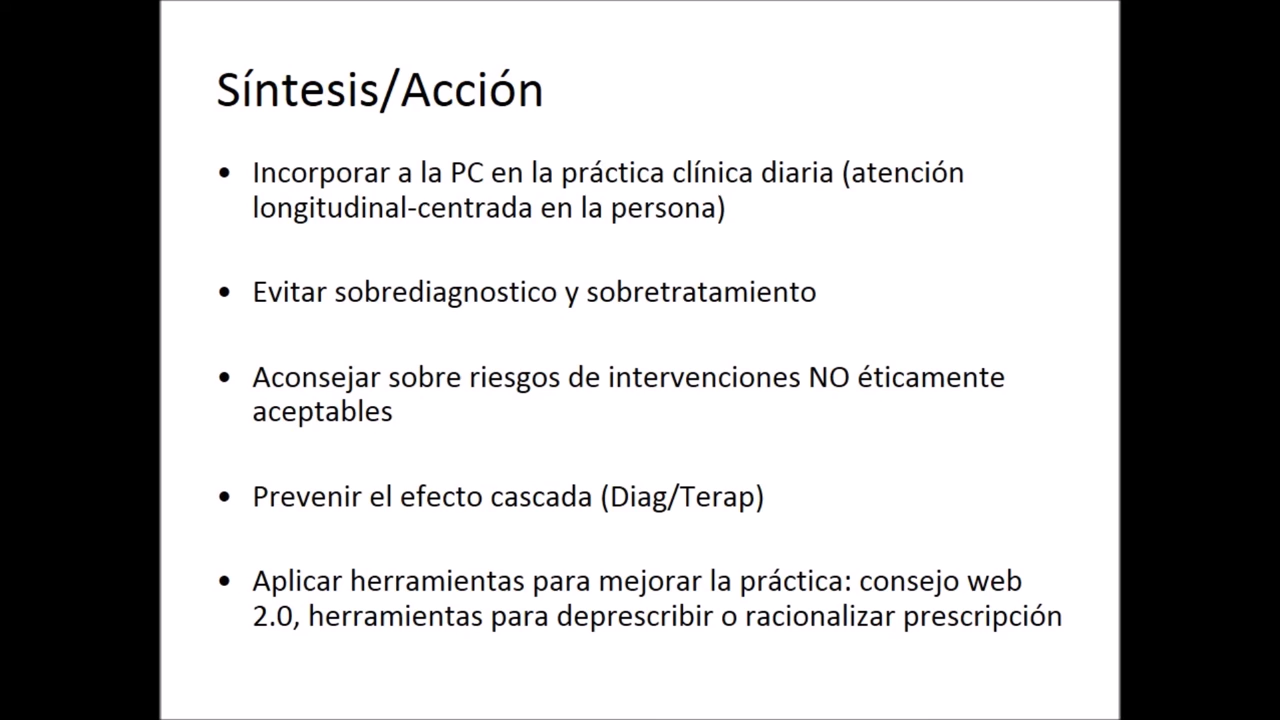 Síntesis/Acción
• Incorporar a la PC en la práctica clínica diaria (atención
longitudinal-centrada en la persona)
• Evitar sobrediagnostico y sobretratamiento
• Aconsejar sobre riesgos de intervenciones NO éticamente
aceptables
• Prevenir el efecto cascada (Diag/Terap)
• Aplicar herramientas para mejorar la práctica: consejo web
2.0, herramientas para deprescribir o racionalizar prescripción